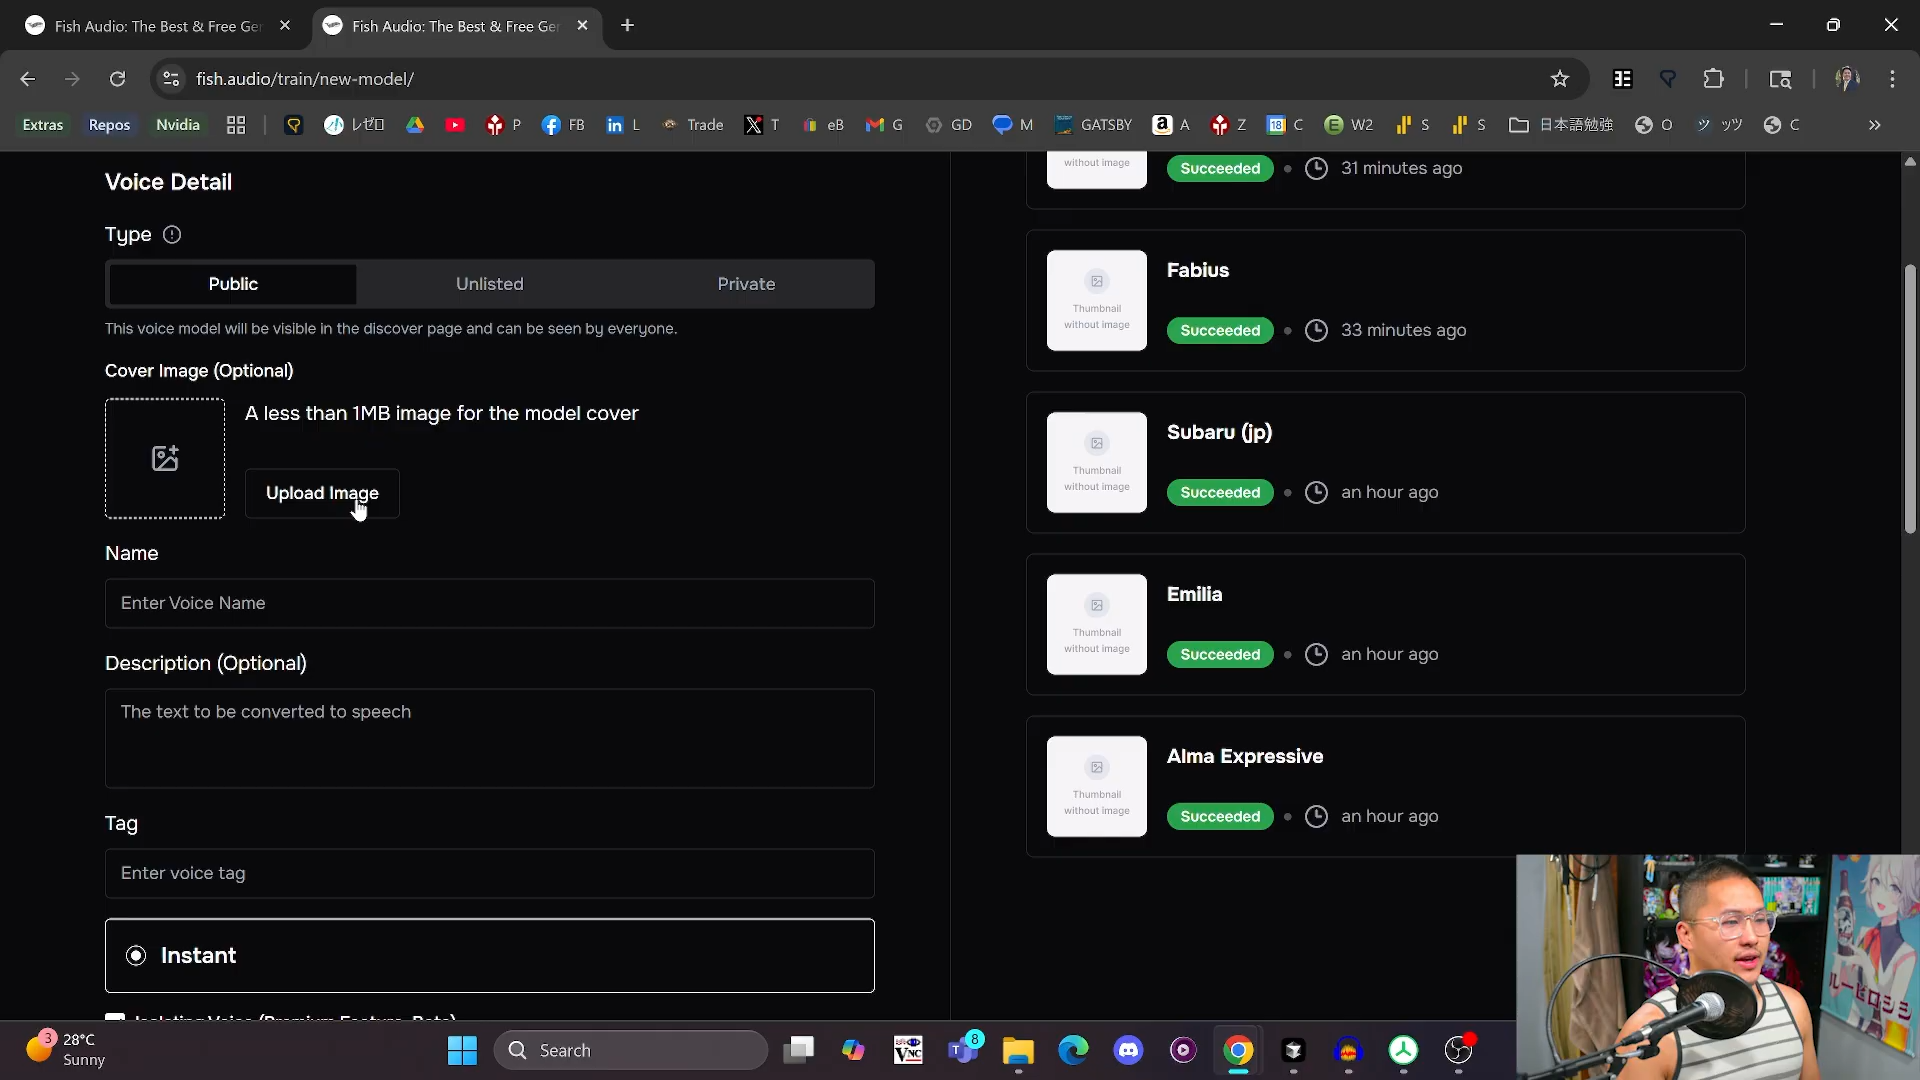 Fish Audio: The Best & Free Ger
Fish Audio: The Best & Free Ger
fish.audio/train/new-model/
Extras
Repos
Nvidia
レゼロ
P
FB
L
Trade
T
eB
G
GD
M
GATSBY
A
Z
C
W2
S
S
日本語勉強
O
ッツ
C
Voice Detail
Type
Public
Unlisted
Private
This voice model will be visible in the discover page and can be seen by everyone.
Cover Image (Optional)
A less than 1MB image for the model cover
Upload Image
Name
Enter Voice Name
Description (Optional)
The text to be converted to speech
Tag
Enter voice tag
Instant
Isolating Voice (Premium Feature, Beta)
without image
Succeeded
31 minutes ago
Thumbnail
without image
Fabius
Succeeded
33 minutes ago
Thumbnail
without image
Subaru (jp)
Succeeded
an hour ago
Thumbnail
without image
Emilia
Succeeded
an hour ago
Thumbnail
without image
Alma Expressive
Succeeded
an hour ago
3
28°C
Sunny
Search
VNC
8